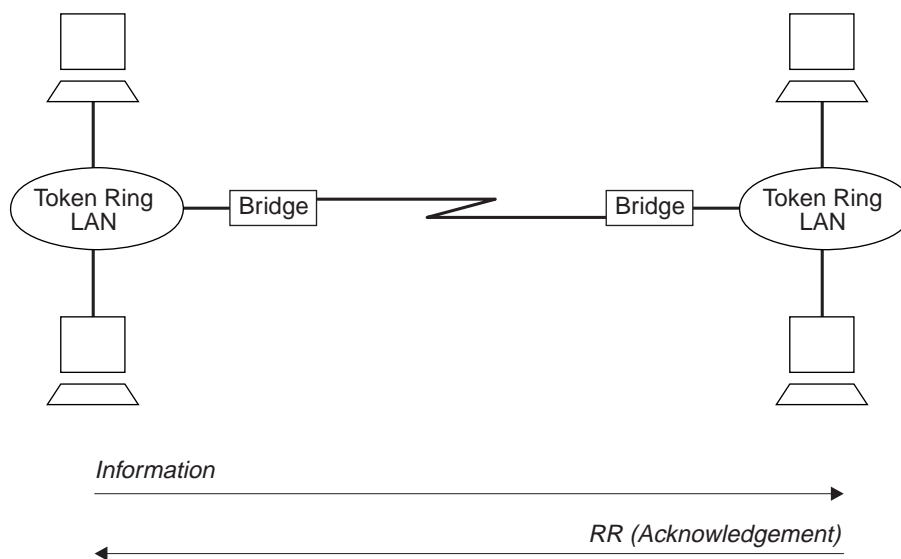 Token Ring
LAN
Bridge
Bridge
Token Ring
LAN
Information
RR (Acknowledgement)